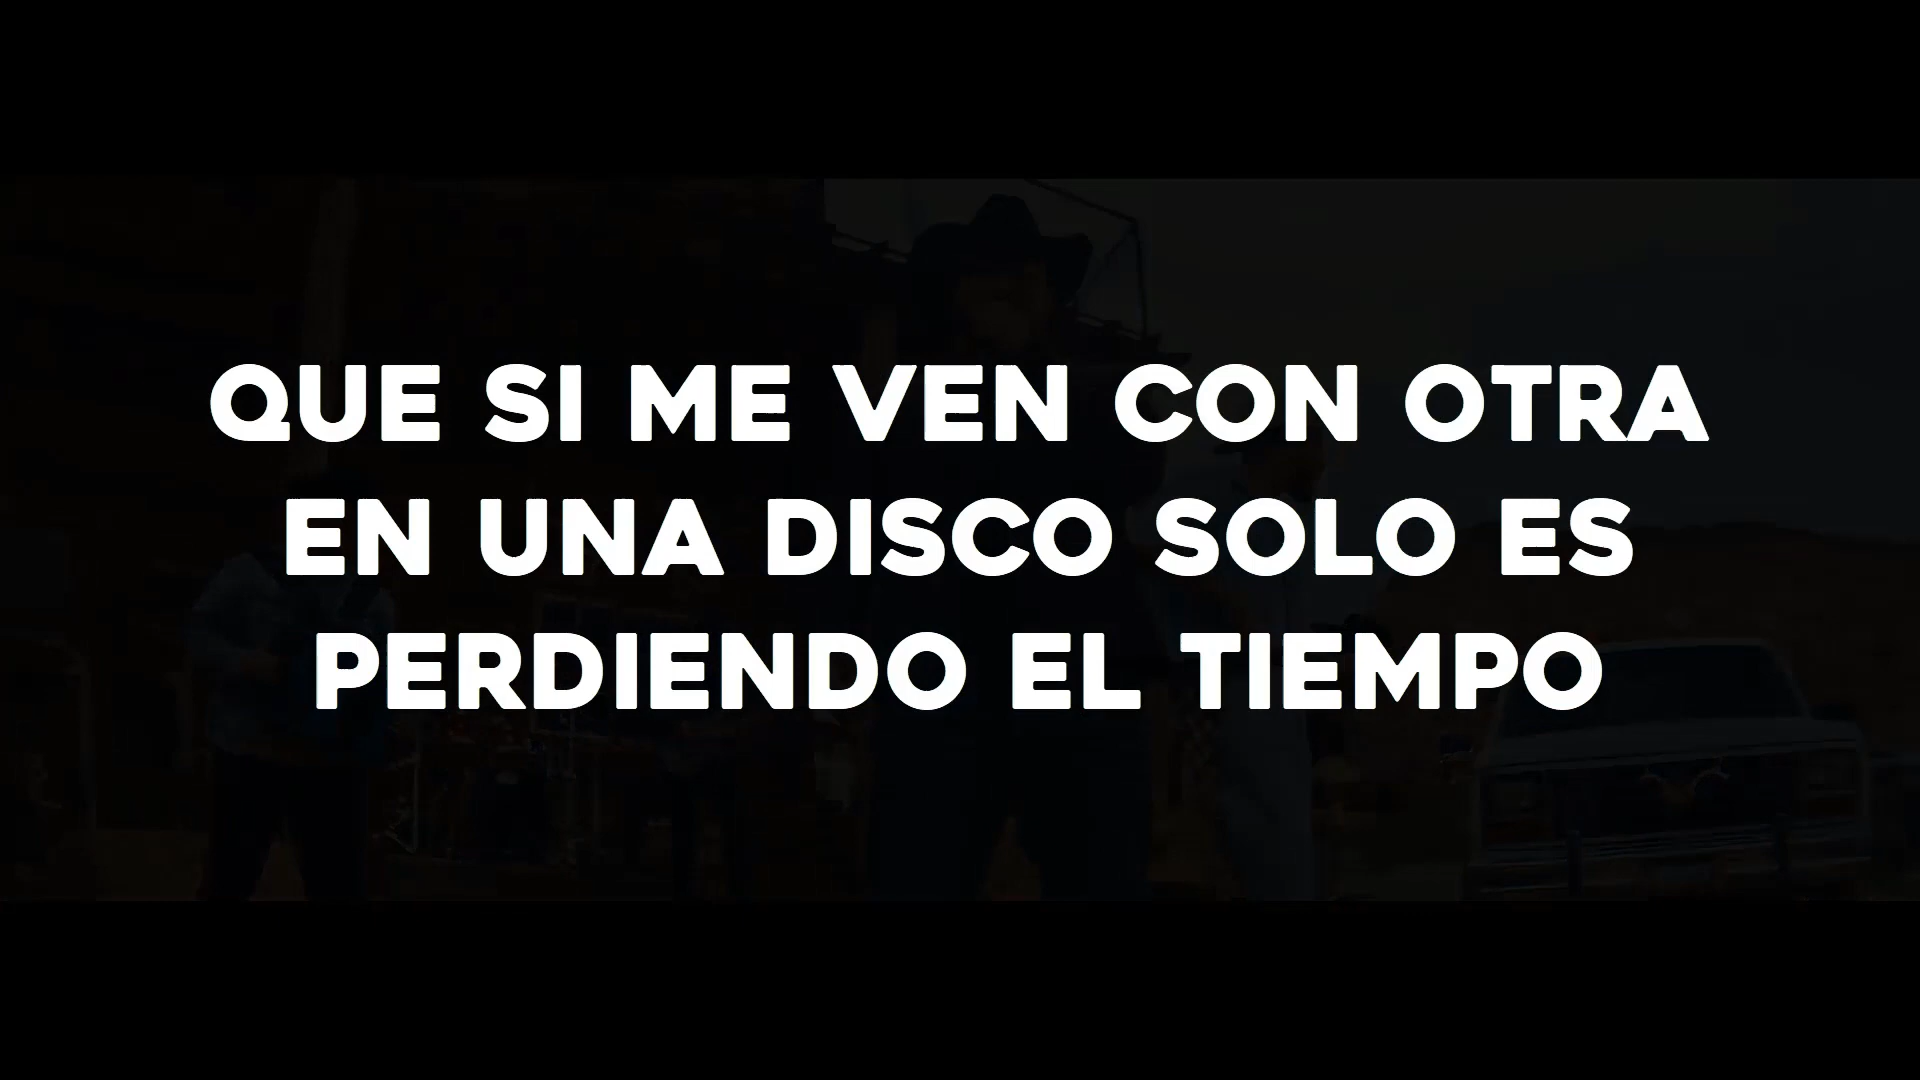 QUE SI ME VEN CON OTRA
EN UNA DISCO SOLO ES
PERDIENDO EL TIEMPO